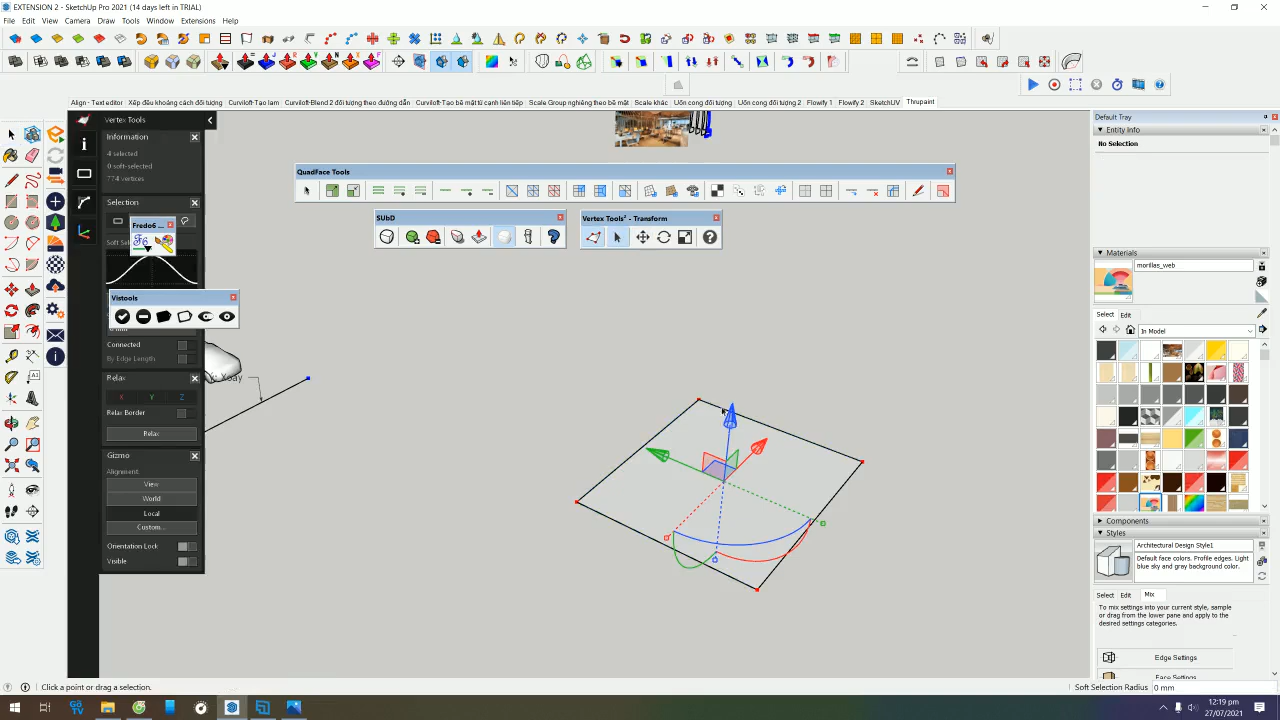 EXTENSION 2 - SketchUp Pro 2021 (14 days left in TRIAL)
File Edit View Camera Draw Tools Window Extensions Help
Align - Text editor Xếp đều khoảng cách đối tượng Curviloft-Tạo lam Curviloft-Blend 2 đối tượng theo đường dẫn Curviloft-Tạo bề mặt từ cạnh liên tiếp Scale Group nghiêng theo bề mặt Scale khác Uốn cong đối tượng Uốn cong đối tượng 2 Flowify 1 Flowify 2 SketchUV Thrupaint
Vertex Tools
Information
4 selected
0 soft-selected
774 vertices
Selection
Fredo6 ...
Vistools
Connected
By Edge Length
Relax
X Y Z
Relax Border
Relax
Gizmo
Alignment:
View
World
Local
Custom...
Orientation Lock
Visible
QuadFace Tools
SUbD
Vertex Tools² - Transform
Xoay
Default Tray
Entity Info
No Selection
Materials
morillas_web
Select Edit
In Model
Components
Styles
Architectural Design Style1
Default face colors. Profile edges. Light blue sky and gray background color.
Select Edit Mix
To mix settings into your current style, sample or drag from the lower pane and apply to the desired settings categories.
Edge Settings
Face Settings
Click a point or drag a selection.
Soft Selection Radius 0 mm
12:19 PM
27/07/2021